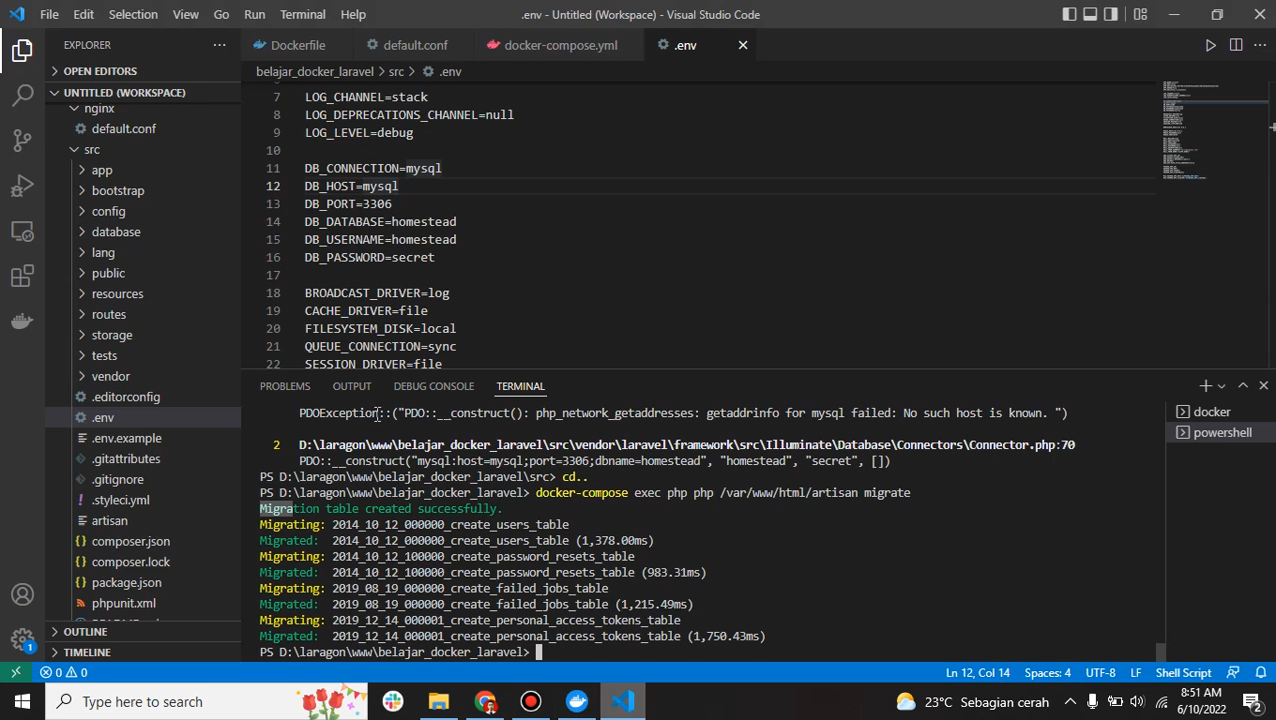 File Edit Selection View Go Run Terminal Help .env - Untitled (Workspace) - Visual Studio Code
EXPLORER
OPEN EDITORS
UNTITLED (WORKSPACE)
nginx
default.conf
src
app
bootstrap
config
database
lang
public
resources
routes
storage
tests
vendor
.editorconfig
.env
.env.example
.gitattributes
.gitignore
.styleci.yml
artisan
composer.json
composer.lock
package.json
phpunit.xml
OUTLINE
TIMELINE
Dockerfile default.conf docker-compose.yml .env
belajar_docker_laravel > src > .env
7 LOG_CHANNEL=stack
8 LOG_DEPRECATIONS_CHANNEL=null
9 LOG_LEVEL=debug
10
11 DB_CONNECTION=mysql
12 DB_HOST=mysql
13 DB_PORT=3306
14 DB_DATABASE=homestead
15 DB_USERNAME=homestead
16 DB_PASSWORD=secret
17
18 BROADCAST_DRIVER=log
19 CACHE_DRIVER=file
20 FILESYSTEM_DISK=local
21 QUEUE_CONNECTION=sync
22 SESSION_DRIVER=file
PROBLEMS OUTPUT DEBUG CONSOLE TERMINAL
docker
powershell
PDOException::("PDO::__construct(): php_network_getaddresses: getaddrinfo for mysql failed: No such host is known. ")
2 D:\laragon\www\belajar_docker_laravel\src\vendor\laravel\framework\src\Illuminate\Database\Connectors\Connector.php:70
PDO::__construct("mysql:host=mysql;port=3306;dbname=homestead", "homestead", "secret", [])
PS D:\laragon\www\belajar_docker_laravel\src> cd..
PS D:\laragon\www\belajar_docker_laravel> docker-compose exec php php /var/www/html/artisan migrate
Migration table created successfully.
Migrating: 2014_10_12_000000_create_users_table
Migrated: 2014_10_12_000000_create_users_table (1,378.00ms)
Migrating: 2014_10_12_100000_create_password_resets_table
Migrated: 2014_10_12_100000_create_password_resets_table (983.31ms)
Migrating: 2019_08_19_000000_create_failed_jobs_table
Migrated: 2019_08_19_000000_create_failed_jobs_table (1,215.49ms)
Migrating: 2019_12_14_000001_create_personal_access_tokens_table
Migrated: 2019_12_14_000001_create_personal_access_tokens_table (1,750.43ms)
PS D:\laragon\www\belajar_docker_laravel>
1
0 0 Ln 12, Col 14 Spaces: 4 UTF-8 LF Shell Script
Type here to search 23°C Sebagian cerah 8:51 AM
6/10/2022 2